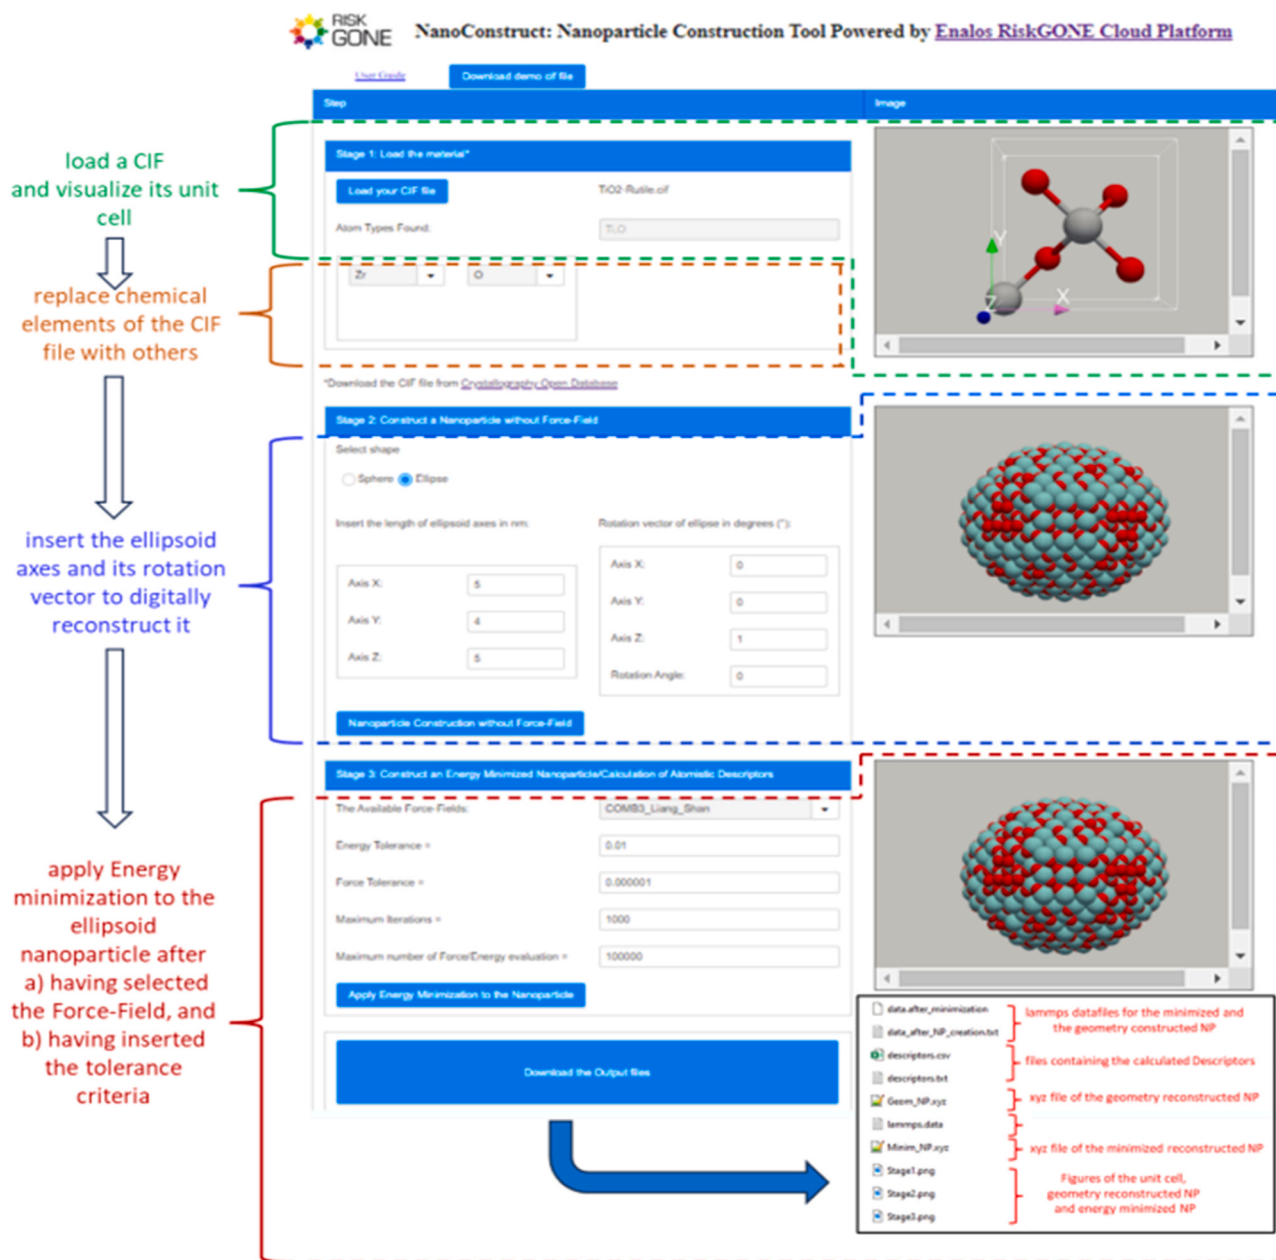 RISK
GONE
NanoConstruct: Nanoparticle Construction Tool Powered by Enalos RiskGONE Cloud Platform
User Guide
Download demo cif file
Step
Image
load a CIF
and visualize its unit
cell
Stage 1: Load the material*
Load your CIF file
TiO2-Rutile.cif
Atom Types Found:
Ti,O
Zr
O
Y
X
Z
replace chemical
elements of the CIF
file with others
*Download the CIF file from Crystallography Open Database
Stage 2: Construct a Nanoparticle without Force-Field
Select shape
Sphere
Ellipse
Insert the length of ellipsoid axes in nm:
Rotation vector of ellipse in degrees (°):
Axis X:
5
Axis Y:
4
Axis Z:
5
Axis X:
0
Axis Y:
0
Axis Z:
1
Rotation Angle:
0
Nanoparticle Construction without Force-Field
insert the ellipsoid
axes and its rotation
vector to digitally
reconstruct it
Stage 3: Construct an Energy Minimized Nanoparticle/Calculation of Atomistic Descriptors
The Available Force-Fields:
COMB3_Liang_Shan
Energy Tolerance =
0.01
Force Tolerance =
0.000001
Maximum Iterations =
1000
Maximum number of Force/Energy evaluation =
100000
Apply Energy Minimization to the Nanoparticle
Download the Output files
apply Energy
minimization to the
ellipsoid
nanoparticle after
a) having selected
the Force-Field, and
b) having inserted
the tolerance
criteria
data.after_minimization
data_after_NP_creation.txt
lammps datafiles for the minimized and
the geometry constructed NP
descriptors.csv
descriptors.txt
files containing the calculated Descriptors
Geom_NP.xyz
xyz file of the geometry reconstructed NP
lammps.data
Minim_NP.xyz
xyz file of the minimized reconstructed NP
Stage1.png
Stage2.png
Stage3.png
Figures of the unit cell,
geometry reconstructed NP
and energy minimized NP